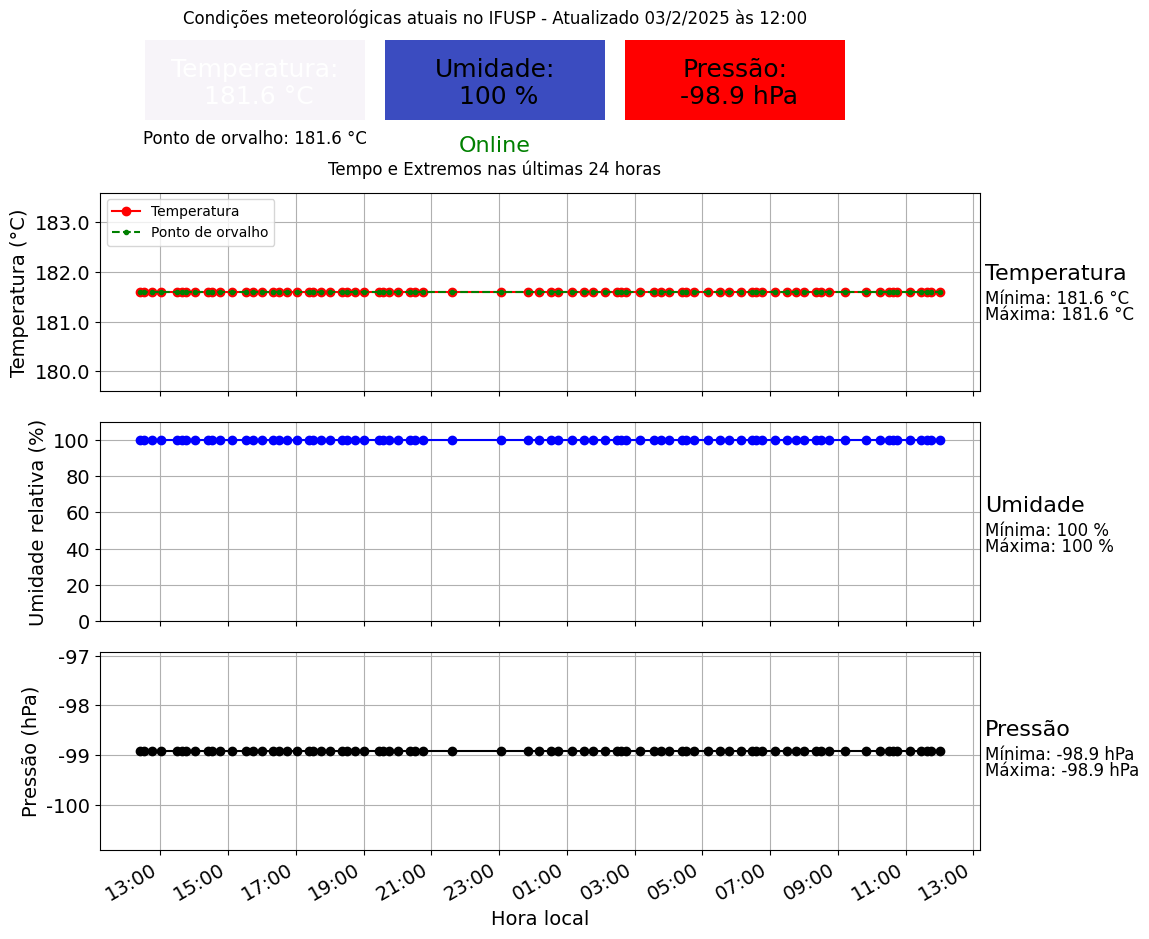 Condições meteorológicas atuais no IFUSP - Atualizado 03/2/2025 às 12:00
Temperatura:
181.6 °C
Umidade:
100 %
Pressão:
-98.9 hPa
Ponto de orvalho: 181.6 °C
Online
Tempo e Extremos nas últimas 24 horas
Temperatura (°C)
183.0
182.0
181.0
180.0
Temperatura
Ponto de orvalho
Temperatura
Mínima: 181.6 °C
Máxima: 181.6 °C
Umidade relativa (%)
100
80
60
40
20
0
Umidade
Mínima: 100 %
Máxima: 100 %
Pressão (hPa)
-97
-98
-99
-100
Pressão
Mínima: -98.9 hPa
Máxima: -98.9 hPa
13:00
15:00
17:00
19:00
21:00
23:00
01:00
03:00
05:00
07:00
09:00
11:00
13:00
Hora local